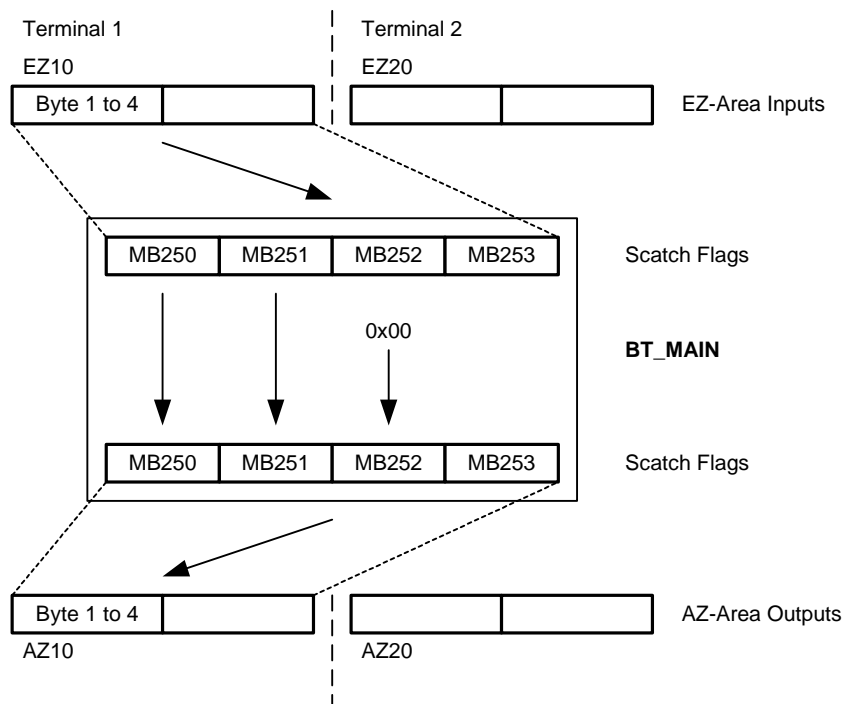 Terminal 1
Terminal 2
EZ10
EZ20
Byte 1 to 4
EZ-Area Inputs
MB250
MB251
MB252
MB253
Scatch Flags
0x00
BT_MAIN
MB250
MB251
MB252
MB253
Scatch Flags
Byte 1 to 4
AZ-Area Outputs
AZ10
AZ20